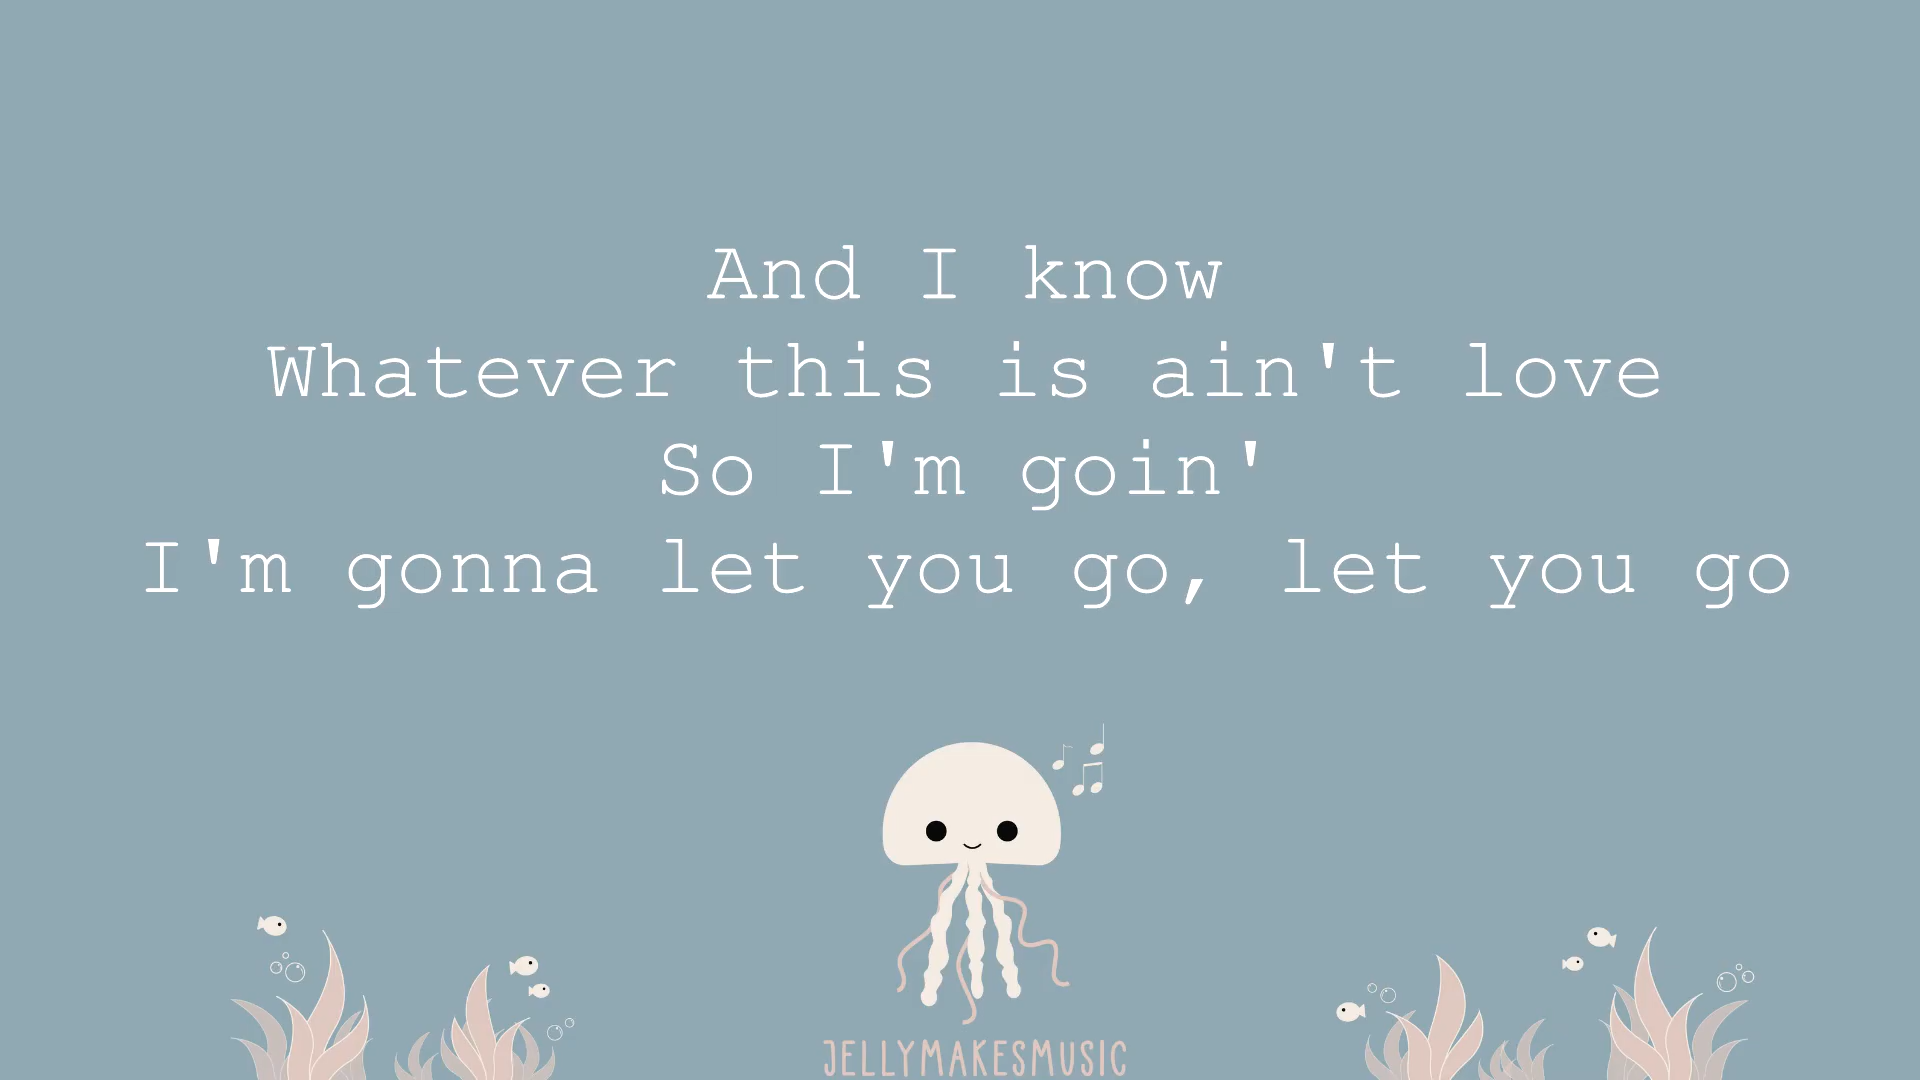 And I know
Whatever this is ain't love
So I'm goin'
I'm gonna let you go, let you go
JELLYMAKESMUSIC